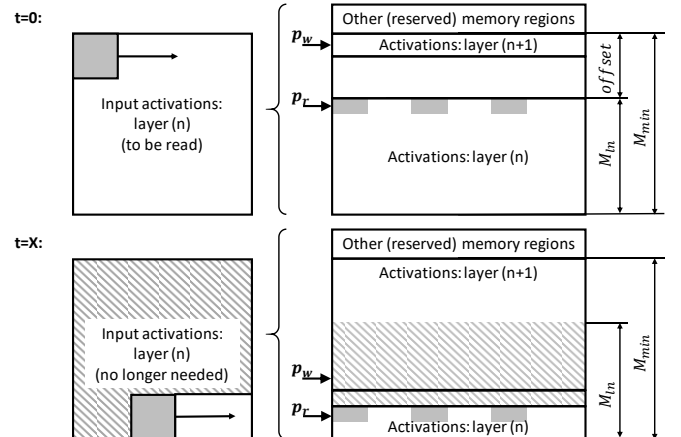 t=0:
Other (reserved) memory regions
p_w
Activations: layer (n+1)
offset
p_r
Input activations:
layer (n)
(to be read)
Activations: layer (n)
M_ln
M_min
t=X:
Other (reserved) memory regions
Activations: layer (n+1)
Input activations:
layer (n)
(no longer needed)
p_w
p_r
Activations: layer (n)
M_ln
M_min